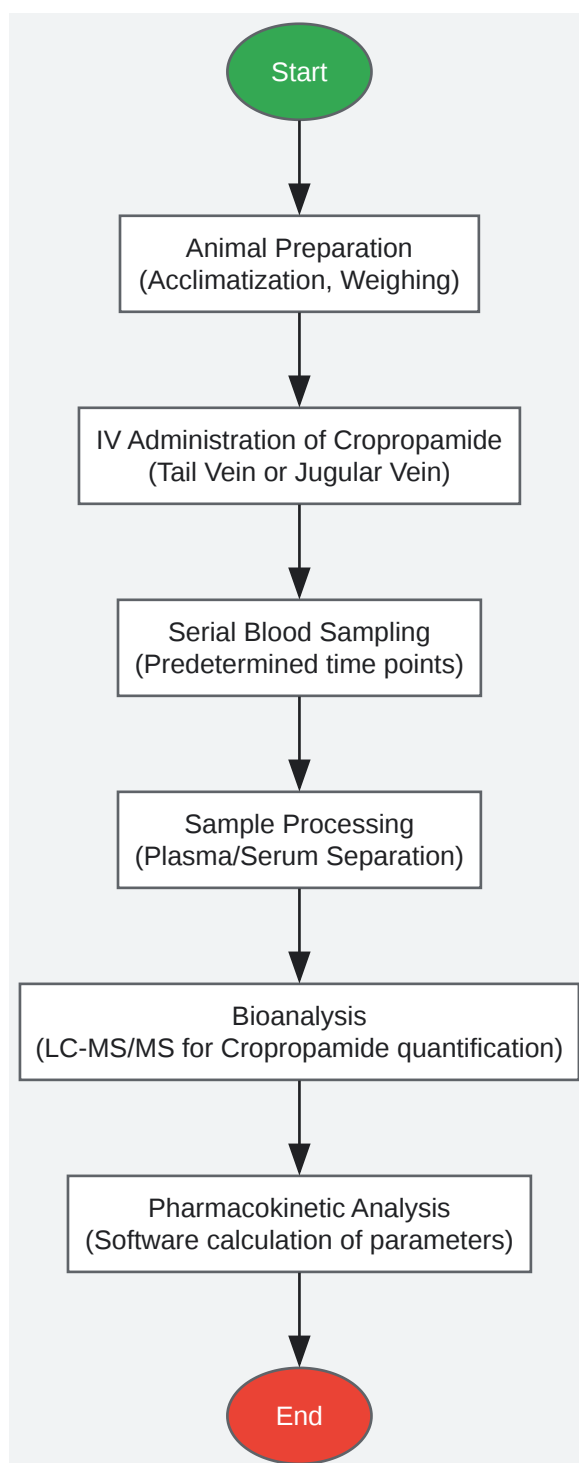 Start
Animal Preparation
(Acclimatization, Weighing)
IV Administration of Cropropamide
(Tail Vein or Jugular Vein)
Serial Blood Sampling
(Predetermined time points)
Sample Processing
(Plasma/Serum Separation)
Bioanalysis
(LC-MS/MS for Cropropamide quantification)
Pharmacokinetic Analysis
(Software calculation of parameters)
End